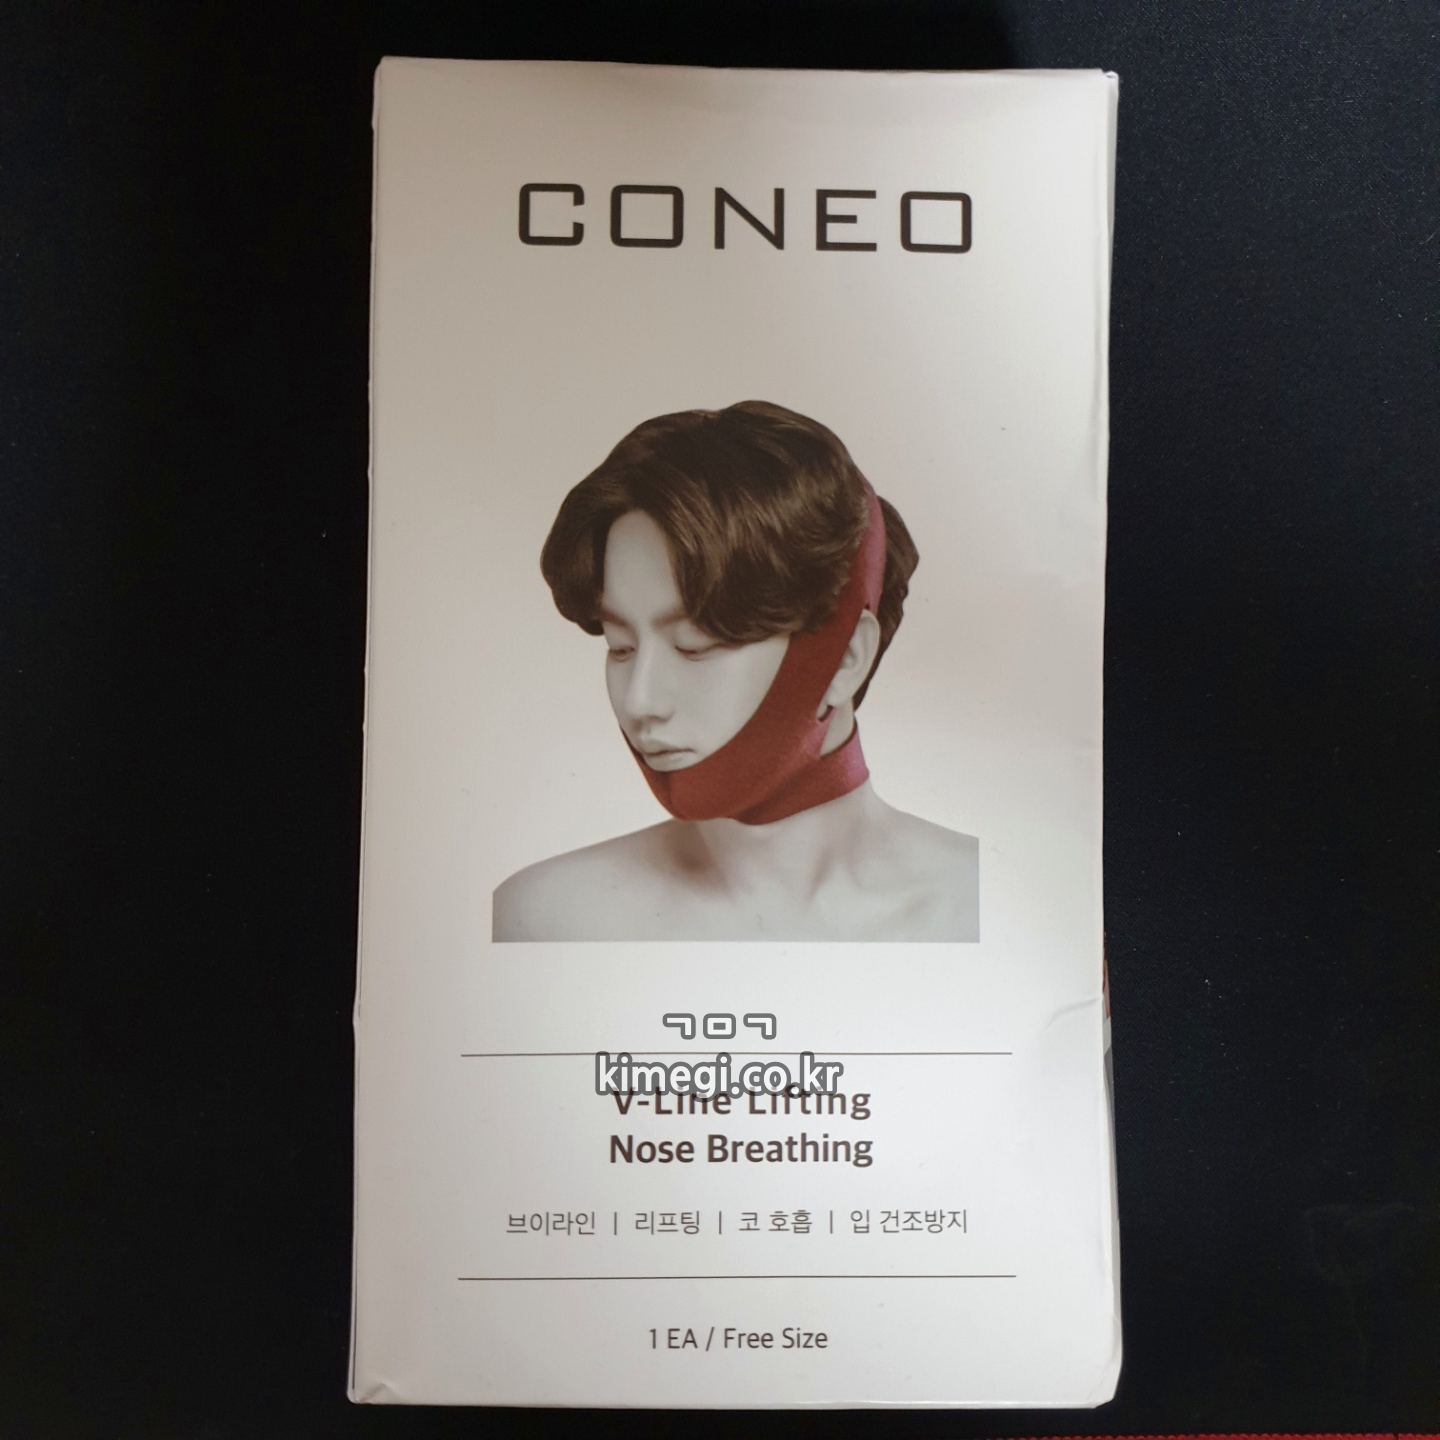 CONEO
ㄱㅁㄱ
kimegi.co.kr
V-Line Lifting
Nose Breathing
브이라인 | 리프팅 | 코 호흡 | 입 건조방지
1 EA / Free Size